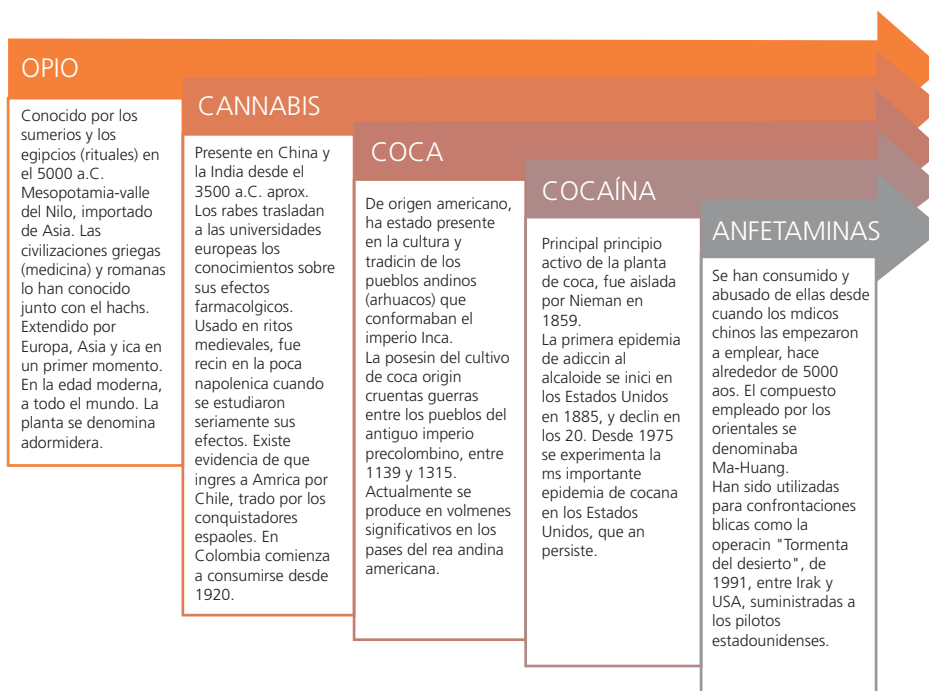 OPIO
Conocido por los
sumerios y los
egipcios (rituales) en
el 5000 a.C.
Mesopotamia-valle
del Nilo, importado
de Asia. Las
civilizaciones griegas
(medicina) y romanas
lo han conocido
junto con el hachs.
Extendido por
Europa, Asia y ica en
un primer momento.
En la edad moderna,
a todo el mundo. La
planta se denomina
adormidera.
CANNABIS
Presente en China y
la India desde el
3500 a.C. aprox.
Los rabes trasladan
a las universidades
europeas los
conocimientos sobre
sus efectos
farmacolgicos.
Usado en ritos
medievales, fue
recin en la poca
napolenica cuando
se estudiaron
seriamente sus
efectos. Existe
evidencia de que
ingres a Amrica por
Chile, trado por los
conquistadores
espaoles. En
Colombia comienza
a consumirse desde
1920.
COCA
De origen americano,
ha estado presente
en la cultura y
tradicin de los
pueblos andinos
(arhuacos) que
conformaban el
imperio Inca.
La posesin del cultivo
de coca origin
cruentas guerras
entre los pueblos del
antiguo imperio
precolombino, entre
1139 y 1315.
Actualmente se
produce en volmenes
significativos en los
pases del rea andina
americana.
COCAÍNA
Principal principio
activo de la planta
de coca, fue aislada
por Nieman en
1859.
La primera epidemia
de adiccin al
alcaloide se inici en
los Estados Unidos
en 1885, y declin en
los 20. Desde 1975
se experimenta la
ms importante
epidemia de cocana
en los Estados
Unidos, que an
persiste.
ANFETAMINAS
Se han consumido y
abusado de ellas desde
cuando los mdicos
chinos las empezaron
a emplear, hace
alrededor de 5000
aos. El compuesto
empleado por los
orientales se
denominaba
Ma-Huang.
Han sido utilizadas
para confrontaciones
blicas como la
operacin "Tormenta
del desierto", de
1991, entre Irak y
USA, suministradas a
los pilotos
estadounidenses.